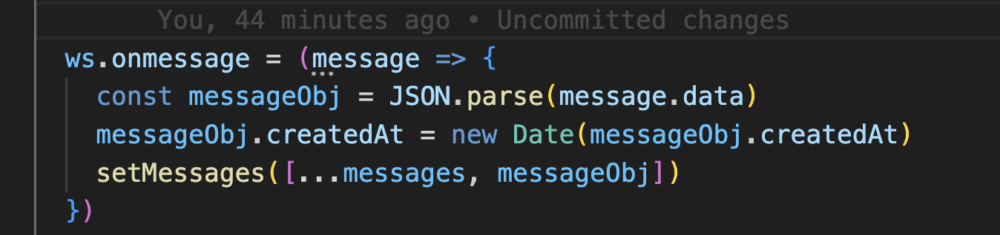 You, 44 minutes ago • Uncommitted changes
ws.onmessage = (message => {
const messageObj = JSON.parse(message.data)
messageObj.createdAt = new Date(messageObj.createdAt)
setMessages([...messages, messageObj])
})